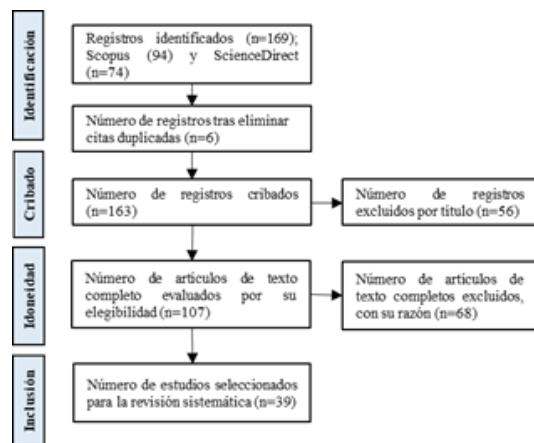 Identificación
Registros identificados (n=169);
Scopus (94) y ScienceDirect
(n=74)
Número de registros tras eliminar
citas duplicadas (n=6)
Cribado
Número de registros cribados
(n=163)
Número de registros
excluidos por título (n=56)
Idoneidad
Número de artículos de texto
completo evaluados por su
elegibilidad (n=107)
Número de artículos de
texto completos excluidos,
con su razón (n=68)
Inclusión
Número de estudios seleccionados
para la revisión sistemática (n=39)